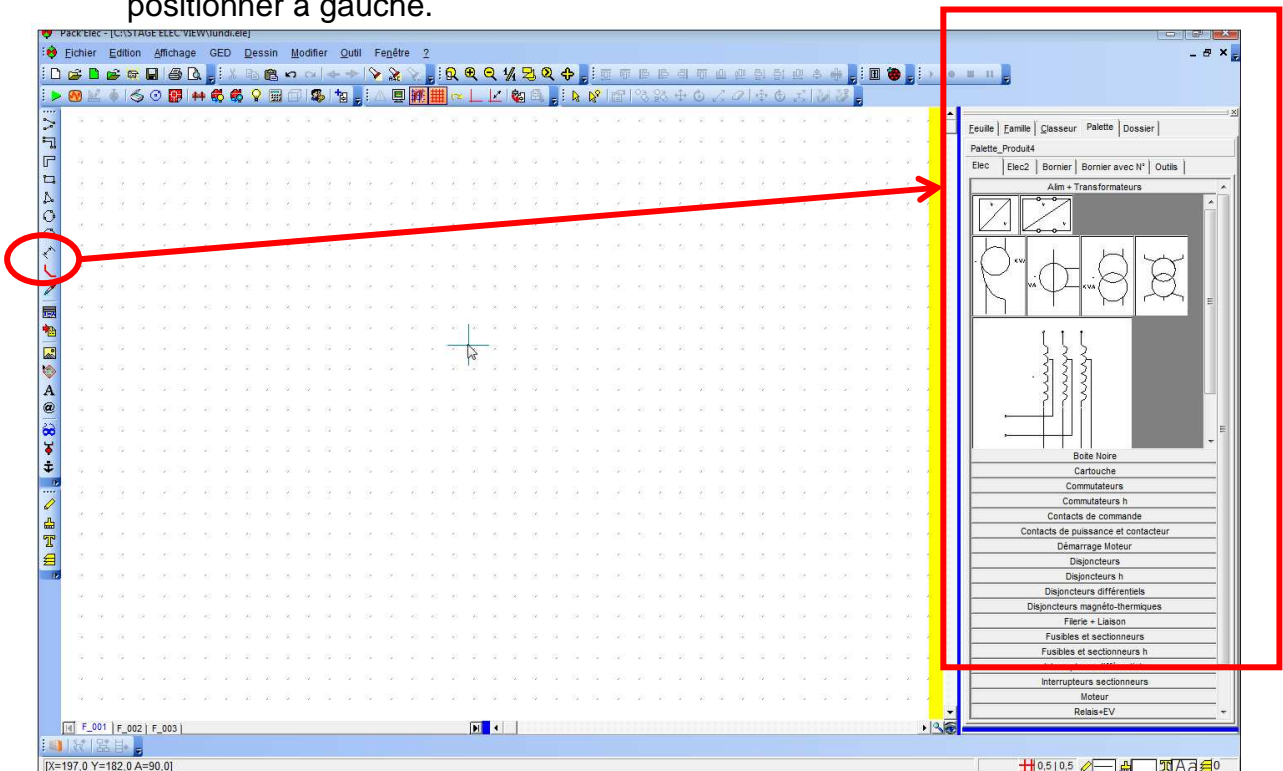 positionner à gauche.
Pack Elec - [C:\STAGE ELEC VIEW\lundi.ele]
Fichier Edition Affichage GED Dessin Modifier Outil Fenêtre ?
Feuille Famille Classeur Palette Dossier
Palette_Produit4
Elec Elec2 Bornier Bornier avec N° Outils
Alim + Transformateurs
KVA
VA
KVA
Boite Noire
Cartouche
Commutateurs
Commutateurs h
Contacts de commande
Contacts de puissance et contacteur
Démarrage Moteur
Disjoncteurs
Disjoncteurs h
Disjoncteurs différentiels
Disjoncteurs magnéto-thermiques
Filerie + Liaison
Fusibles et sectionneurs
Fusibles et sectionneurs h
Interrupteurs sectionneurs
Moteur
Relais+EV
F_001 F_002 F_003
[X=197,0 Y=182,0 A=90,0]
0,5 | 0,5 0